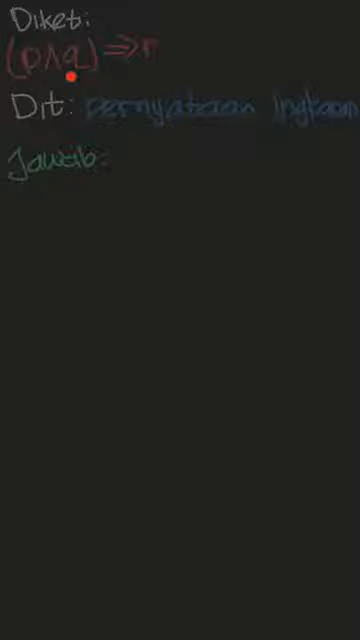 Diket:
(p∧q) => r
Dit: pernyataan ingkaran
Jawab: